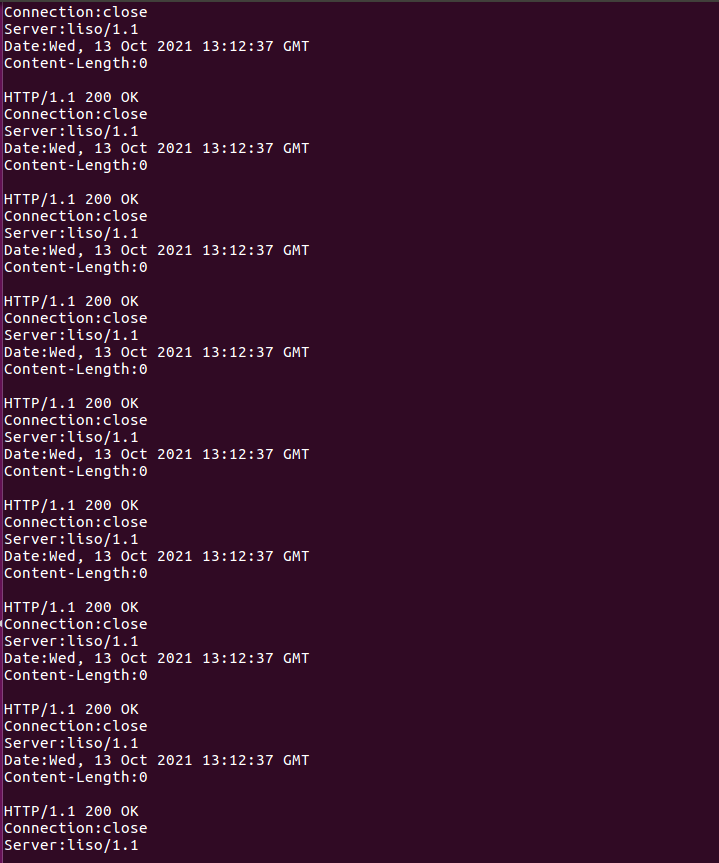 Connection:close
Server:liso/1.1
Date:Wed, 13 Oct 2021 13:12:37 GMT
Content-Length:0
HTTP/1.1 200 OK
Connection:close
Server:liso/1.1
Date:Wed, 13 Oct 2021 13:12:37 GMT
Content-Length:0
HTTP/1.1 200 OK
Connection:close
Server:liso/1.1
Date:Wed, 13 Oct 2021 13:12:37 GMT
Content-Length:0
HTTP/1.1 200 OK
Connection:close
Server:liso/1.1
Date:Wed, 13 Oct 2021 13:12:37 GMT
Content-Length:0
HTTP/1.1 200 OK
Connection:close
Server:liso/1.1
Date:Wed, 13 Oct 2021 13:12:37 GMT
Content-Length:0
HTTP/1.1 200 OK
Connection:close
Server:liso/1.1
Date:Wed, 13 Oct 2021 13:12:37 GMT
Content-Length:0
HTTP/1.1 200 OK
Connection:close
Server:liso/1.1
Date:Wed, 13 Oct 2021 13:12:37 GMT
Content-Length:0
HTTP/1.1 200 OK
Connection:close
Server:liso/1.1
Date:Wed, 13 Oct 2021 13:12:37 GMT
Content-Length:0
HTTP/1.1 200 OK
Connection:close
Server:liso/1.1